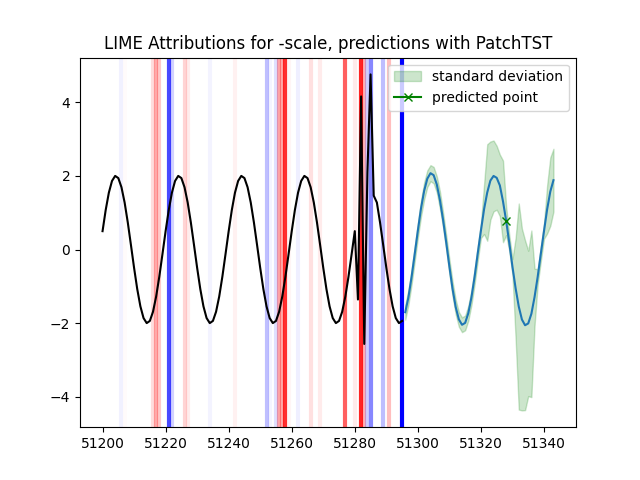 LIME Attributions for -scale, predictions with PatchTST
standard deviation
predicted point
4
2
0
−2
−4
51200 51220 51240 51260 51280 51300 51320 51340